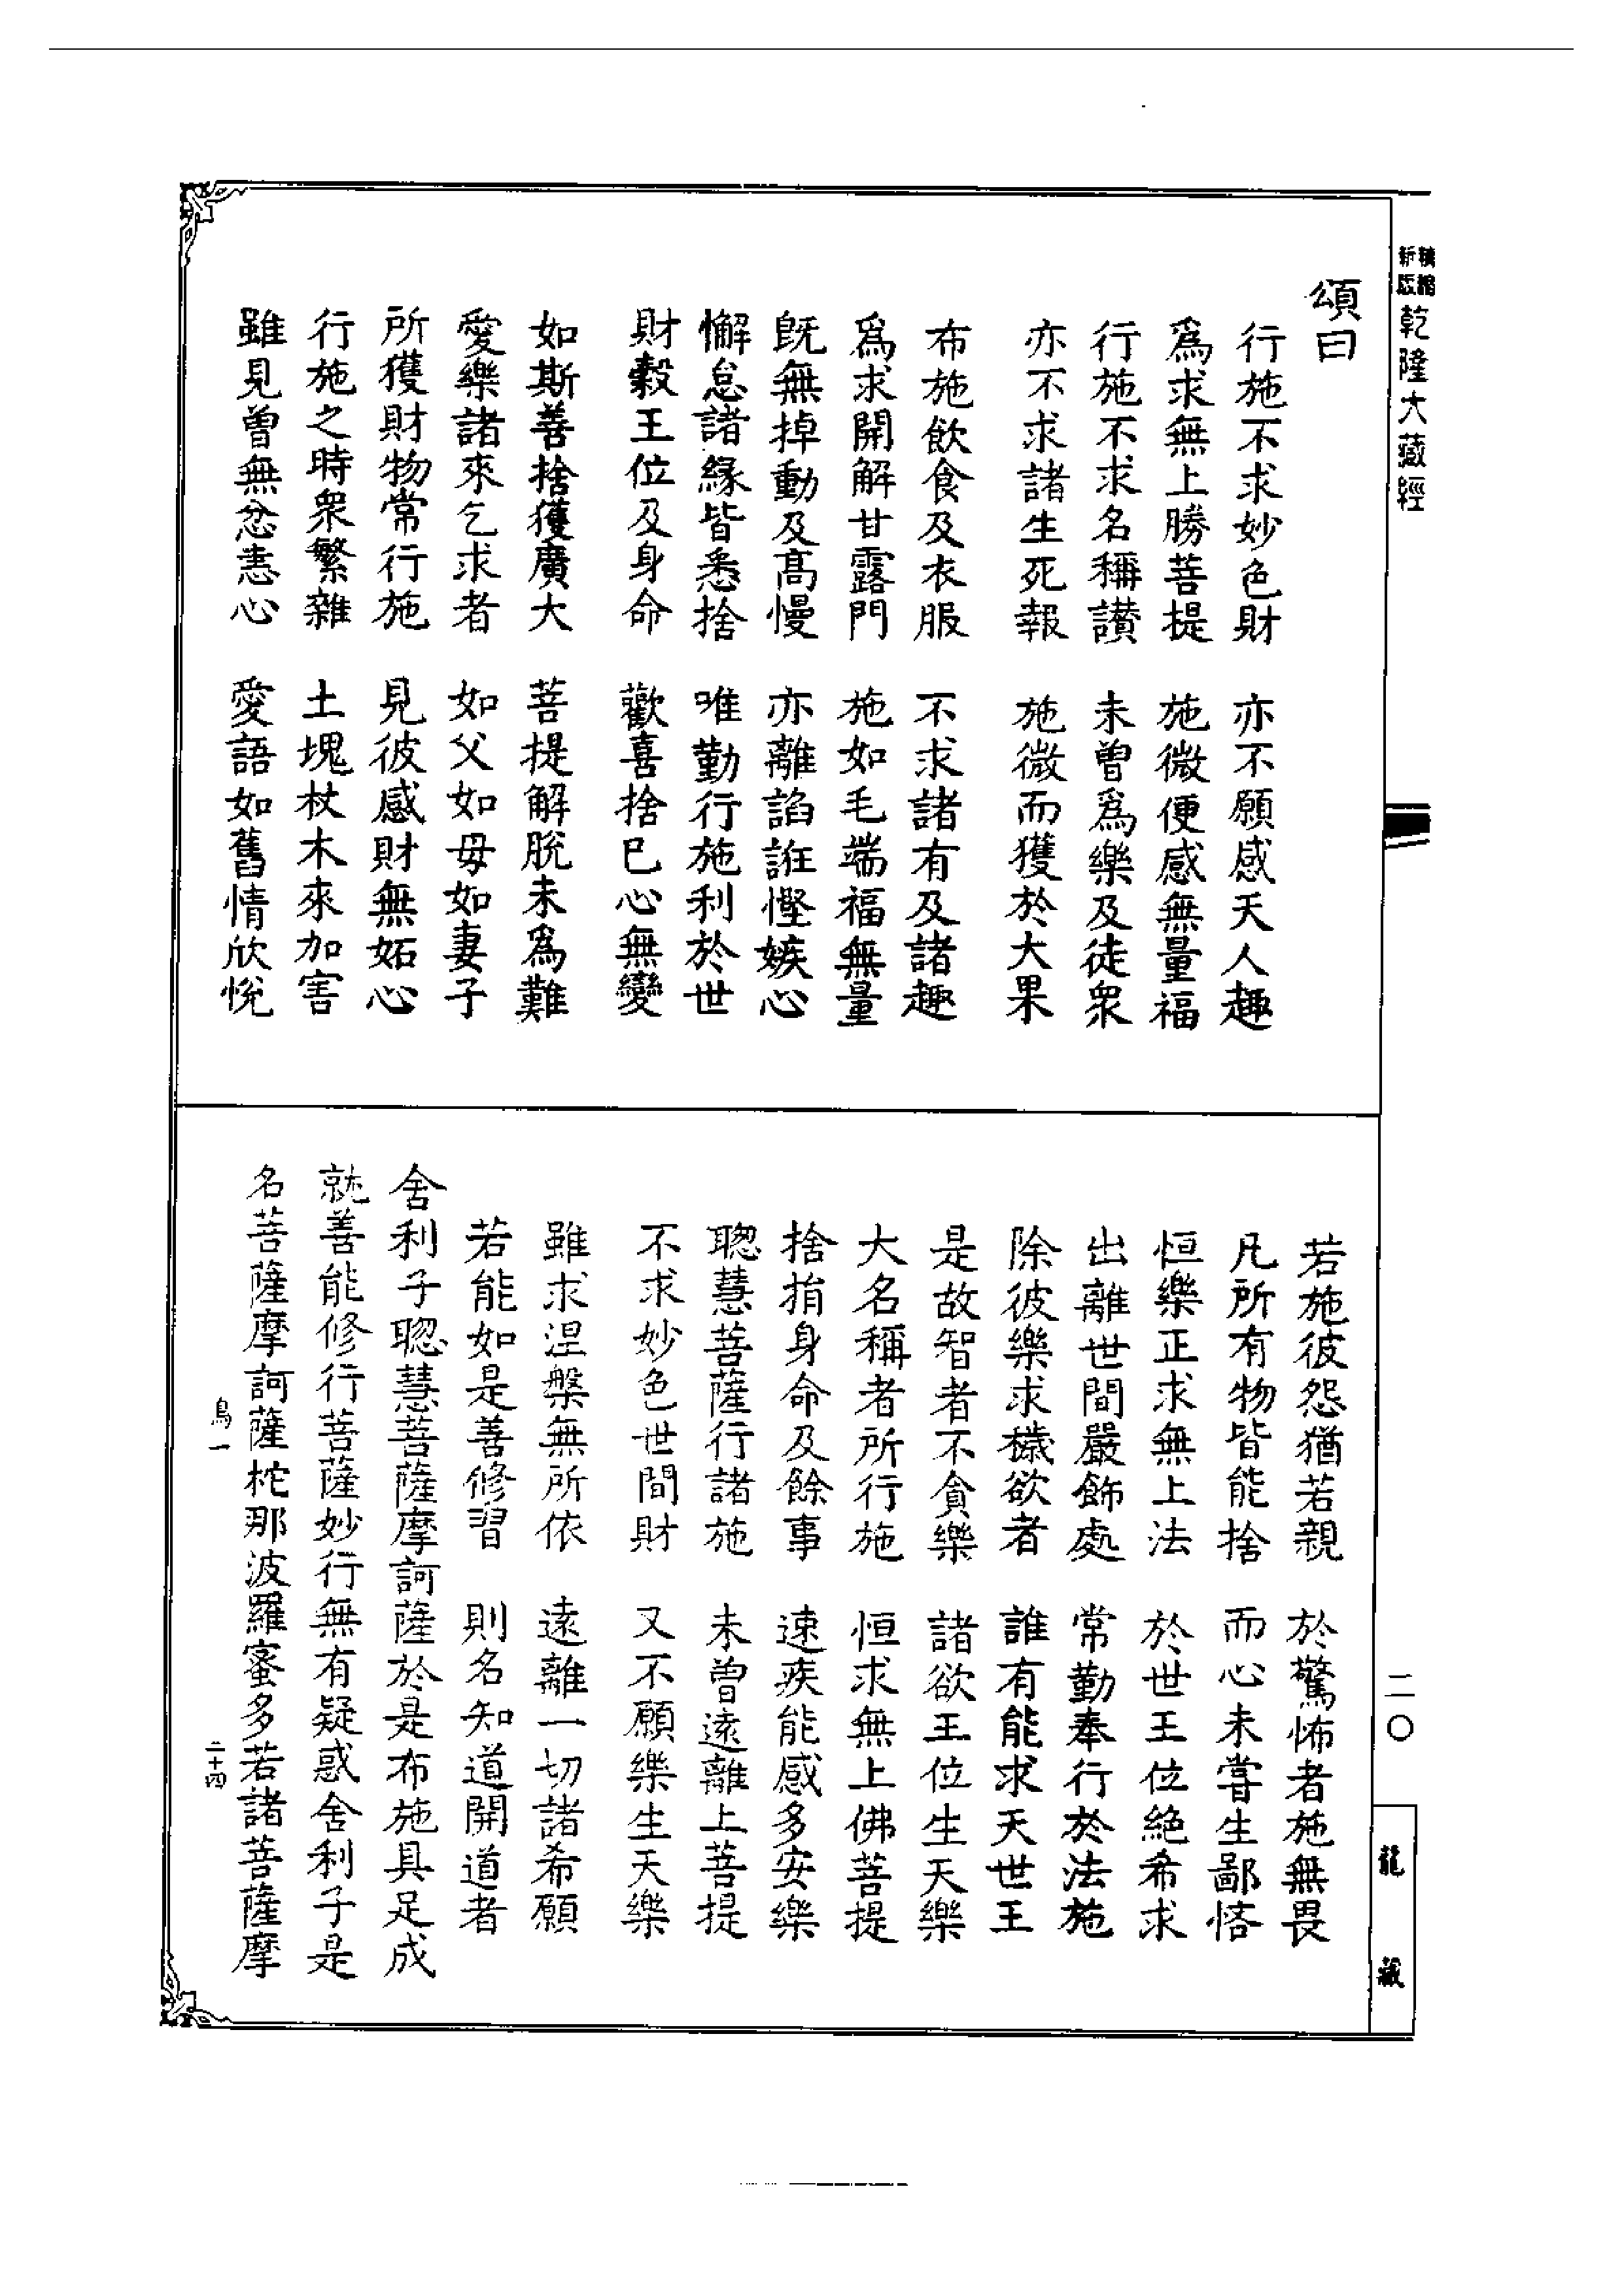 新版
精縮
乾隆大藏經
二〇
龍藏
頌曰
行施不求妙色財　亦不願感天人趣
爲求無上勝菩提　施微便感無量福
行施不求名稱讚　未曾爲樂及徒衆
亦不求諸生死報　施微而獲於大果
布施飲食及衣服　不求諸有及諸趣
爲求開解甘露門　施如毛端福無量
旣無掉動及高慢　亦離諂誑慳嫉心
懈怠諸緣皆悉捨　唯勤行施利於世
財穀王位及身命　歡喜捨已心無變
如斯善捨獲廣大　菩提解脫未爲難
愛樂諸來乞求者　如父如母如妻子
所獲財物常行施　見彼感財無妬心
行施之時衆繁雜　土塊杖木來加害
雖見曾無忿恚心　愛語如舊情欣悅
若施彼怨猶若親　於驚怖者施無畏
凡所有物皆能捨　而心未嘗生鄙悋
恒樂正求無上法　於世王位絕希求
出離世間嚴飾處　常勤奉行於法施
除彼樂求穢欲者　誰有能求天世王
是故智者不貪樂　諸欲王位生天樂
大名稱者所行施　恒求無上佛菩提
捨捐身命及餘事　速疾能感多安樂
聰慧菩薩行諸施　未曾遠離上菩提
不求妙色世間財　又不願樂生天樂
雖求涅槃無所依　遠離一切諸希願
若能如是善修習　則名知道開道者
舍利子聰慧菩薩摩訶薩於是布施具足成
就善能修行菩薩妙行無有疑惑舍利子是
名菩薩摩訶薩柁那波羅蜜多若諸菩薩摩
鳥一
二十四